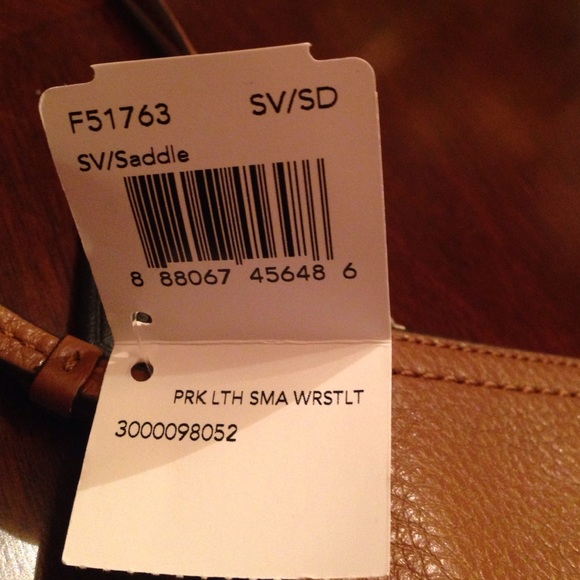 F51763 SV/SD
SV/Saddle
8 88067 45648 6
PRK LTH SMA WRSTLT
3000098052